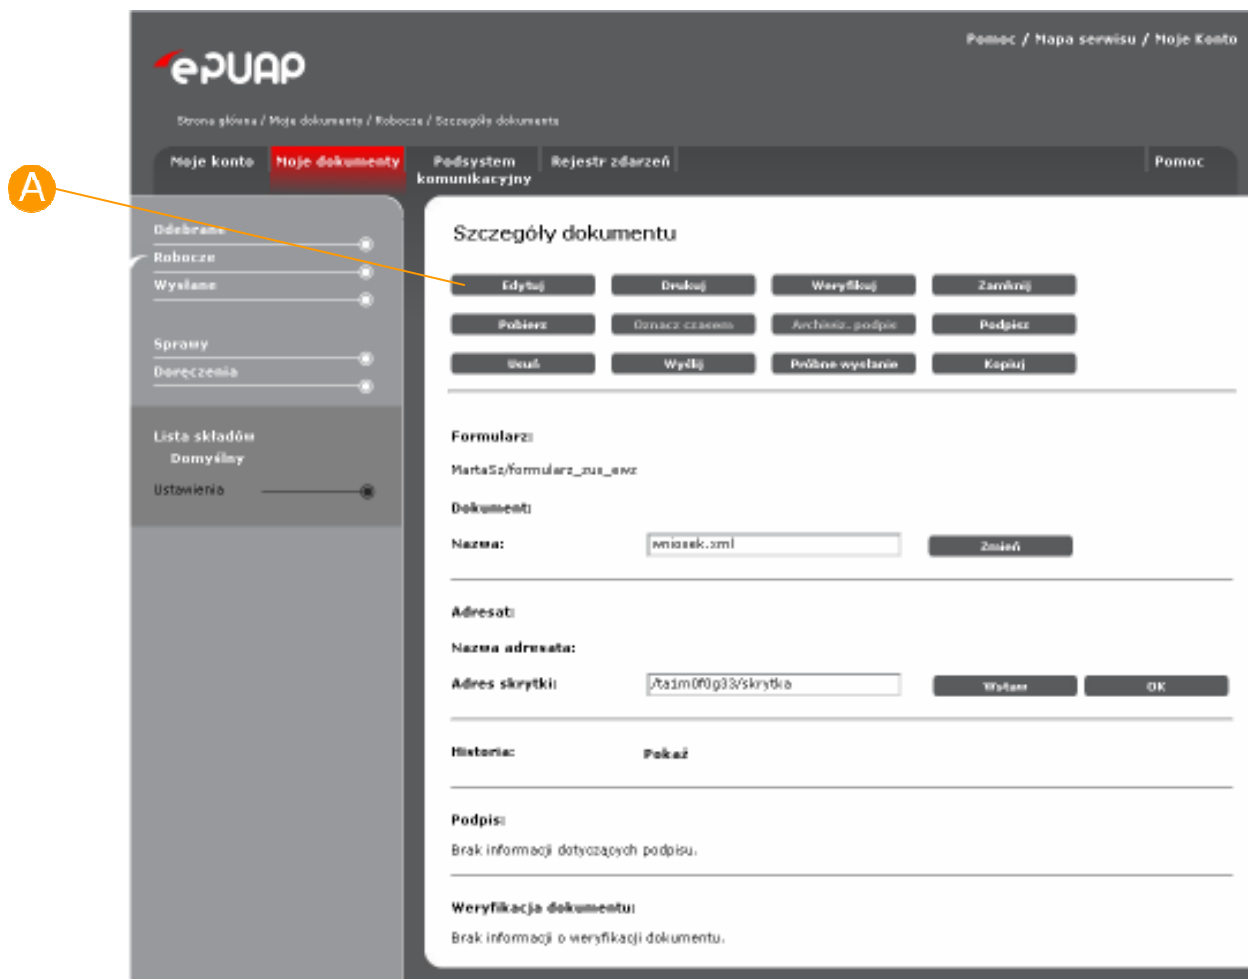 Pomoc / Mapa serwisu / Moje Konto
ePUAP
Strona główna / Moje dokumenty / Robocze / Szczegóły dokumentu
Moje konto Moje dokumenty Podsystem komunikacyjny Rejestr zdarzeń Pomoc
A
Odebrane
Robocze
Wysłane
Sprawy
Doręczenia
Lista składów
Domyślny
Ustawienia
Szczegóły dokumentu
Edytuj Drukuj Weryfikuj Zamknij
Pobierz Oznacz czasem Archiwiz. podpis Podpisz
Usuń Wyślij Próbne wysłanie Kopiuj
Formularz:
MartaSz/formularz_zus_ewz
Dokument:
Nazwa: wniosek.xml Zmień
Adresat:
Nazwa adresata:
Adres skrytki: /ta1m0f0g33/skrytka OK
Historia: Pokaż
Podpis:
Brak informacji dotyczących podpisu.
Weryfikacja dokumentu:
Brak informacji o weryfikacji dokumentu.